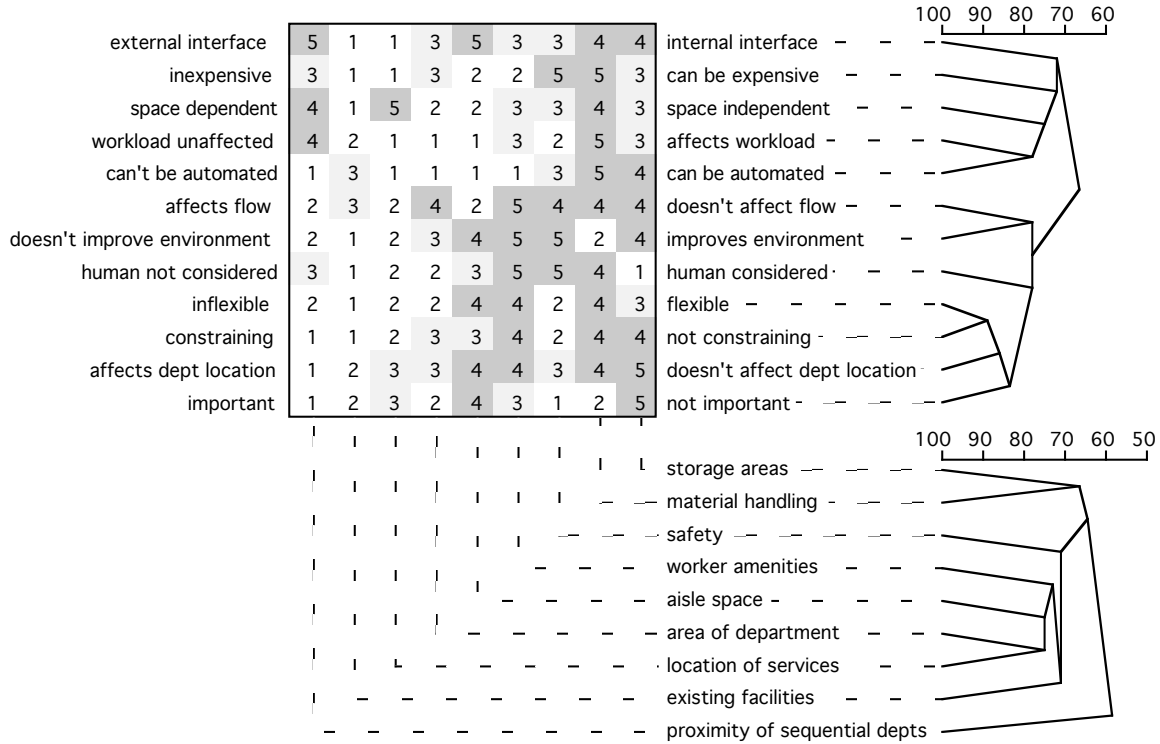 100 90 80 70 60
external interface 5 1 1 3 5 3 3 4 4 internal interface
inexpensive 3 1 1 3 2 2 5 5 3 can be expensive
space dependent 4 1 5 2 2 3 3 4 3 space independent
workload unaffected 4 2 1 1 1 3 2 5 3 affects workload
can't be automated 1 3 1 1 1 1 3 5 4 can be automated
affects flow 2 3 2 4 2 5 4 4 4 doesn't affect flow
doesn't improve environment 2 1 2 3 4 5 5 2 4 improves environment
human not considered 3 1 2 2 3 5 5 4 1 human considered
inflexible 2 1 2 2 4 4 2 4 3 flexible
constraining 1 1 2 3 3 4 2 4 4 not constraining
affects dept location 1 2 3 3 4 4 3 4 5 doesn't affect dept location
important 1 2 3 2 4 3 1 2 5 not important
100 90 80 70 60 50
storage areas
material handling
safety
worker amenities
aisle space
area of department
location of services
existing facilities
proximity of sequential depts